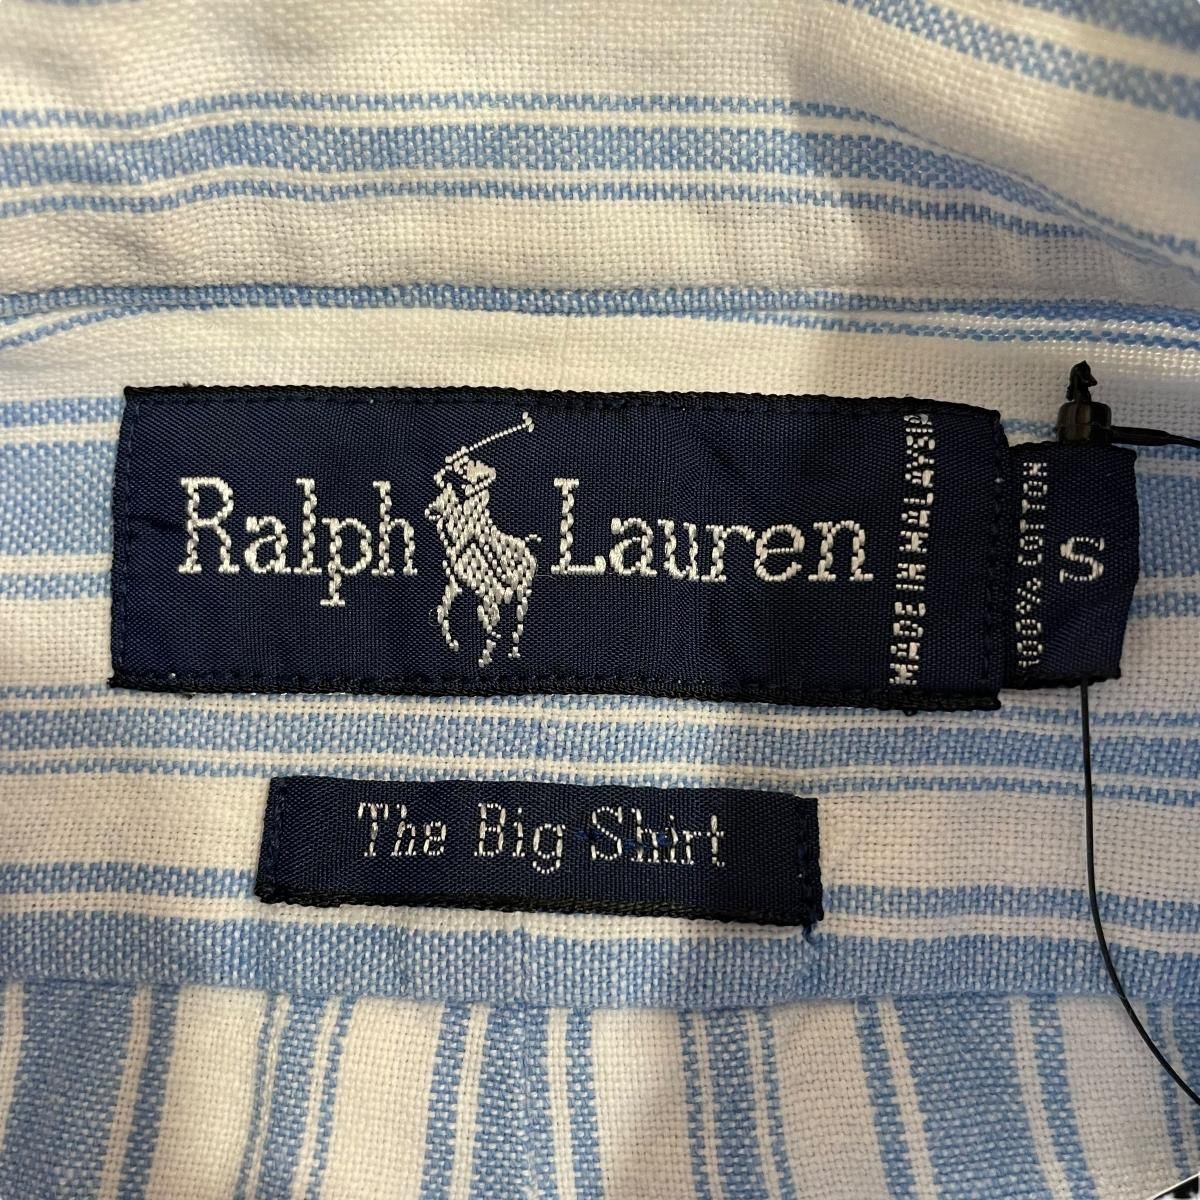 Ralph Lauren
MADE IN MALAYSIA
100% COTTON
S
The Big Shirt